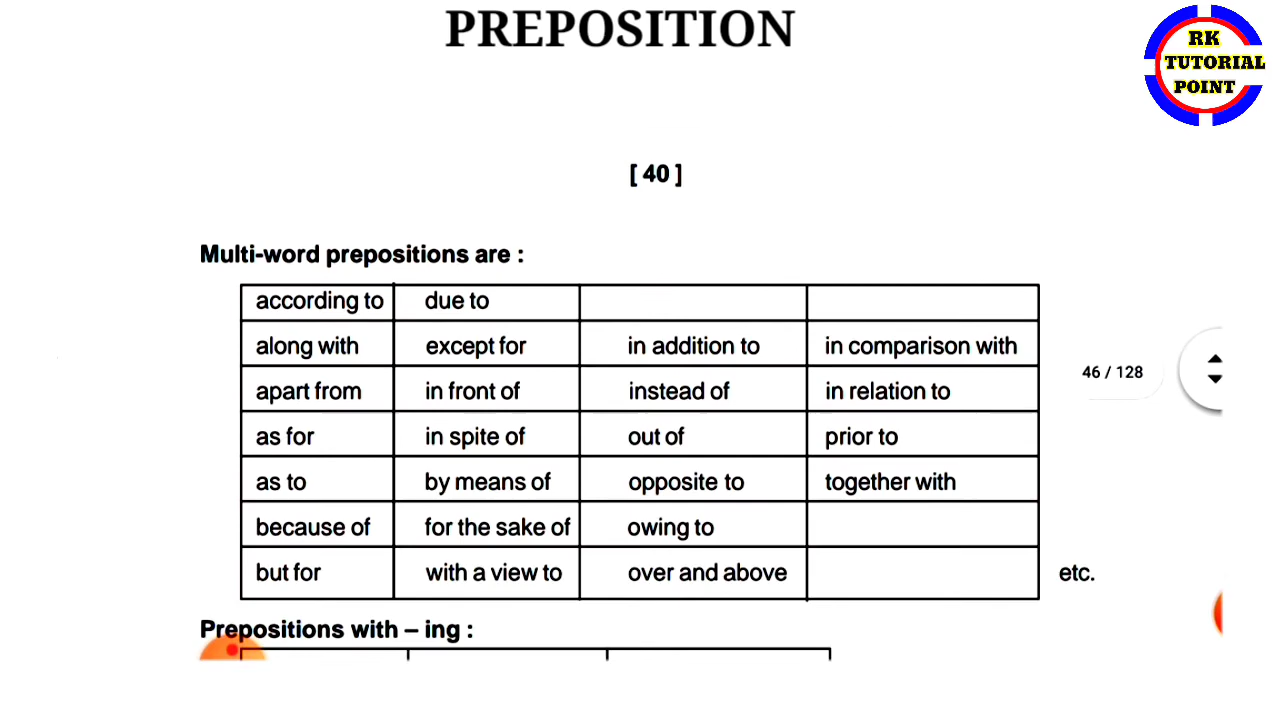 PREPOSITION
RK
TUTORIAL
POINT
[ 40 ]
Multi-word prepositions are :
according to due to
along with except for in addition to in comparison with
apart from in front of instead of in relation to
46 / 128
as for in spite of out of prior to
as to by means of opposite to together with
because of for the sake of owing to
but for with a view to over and above etc.
Prepositions with – ing :